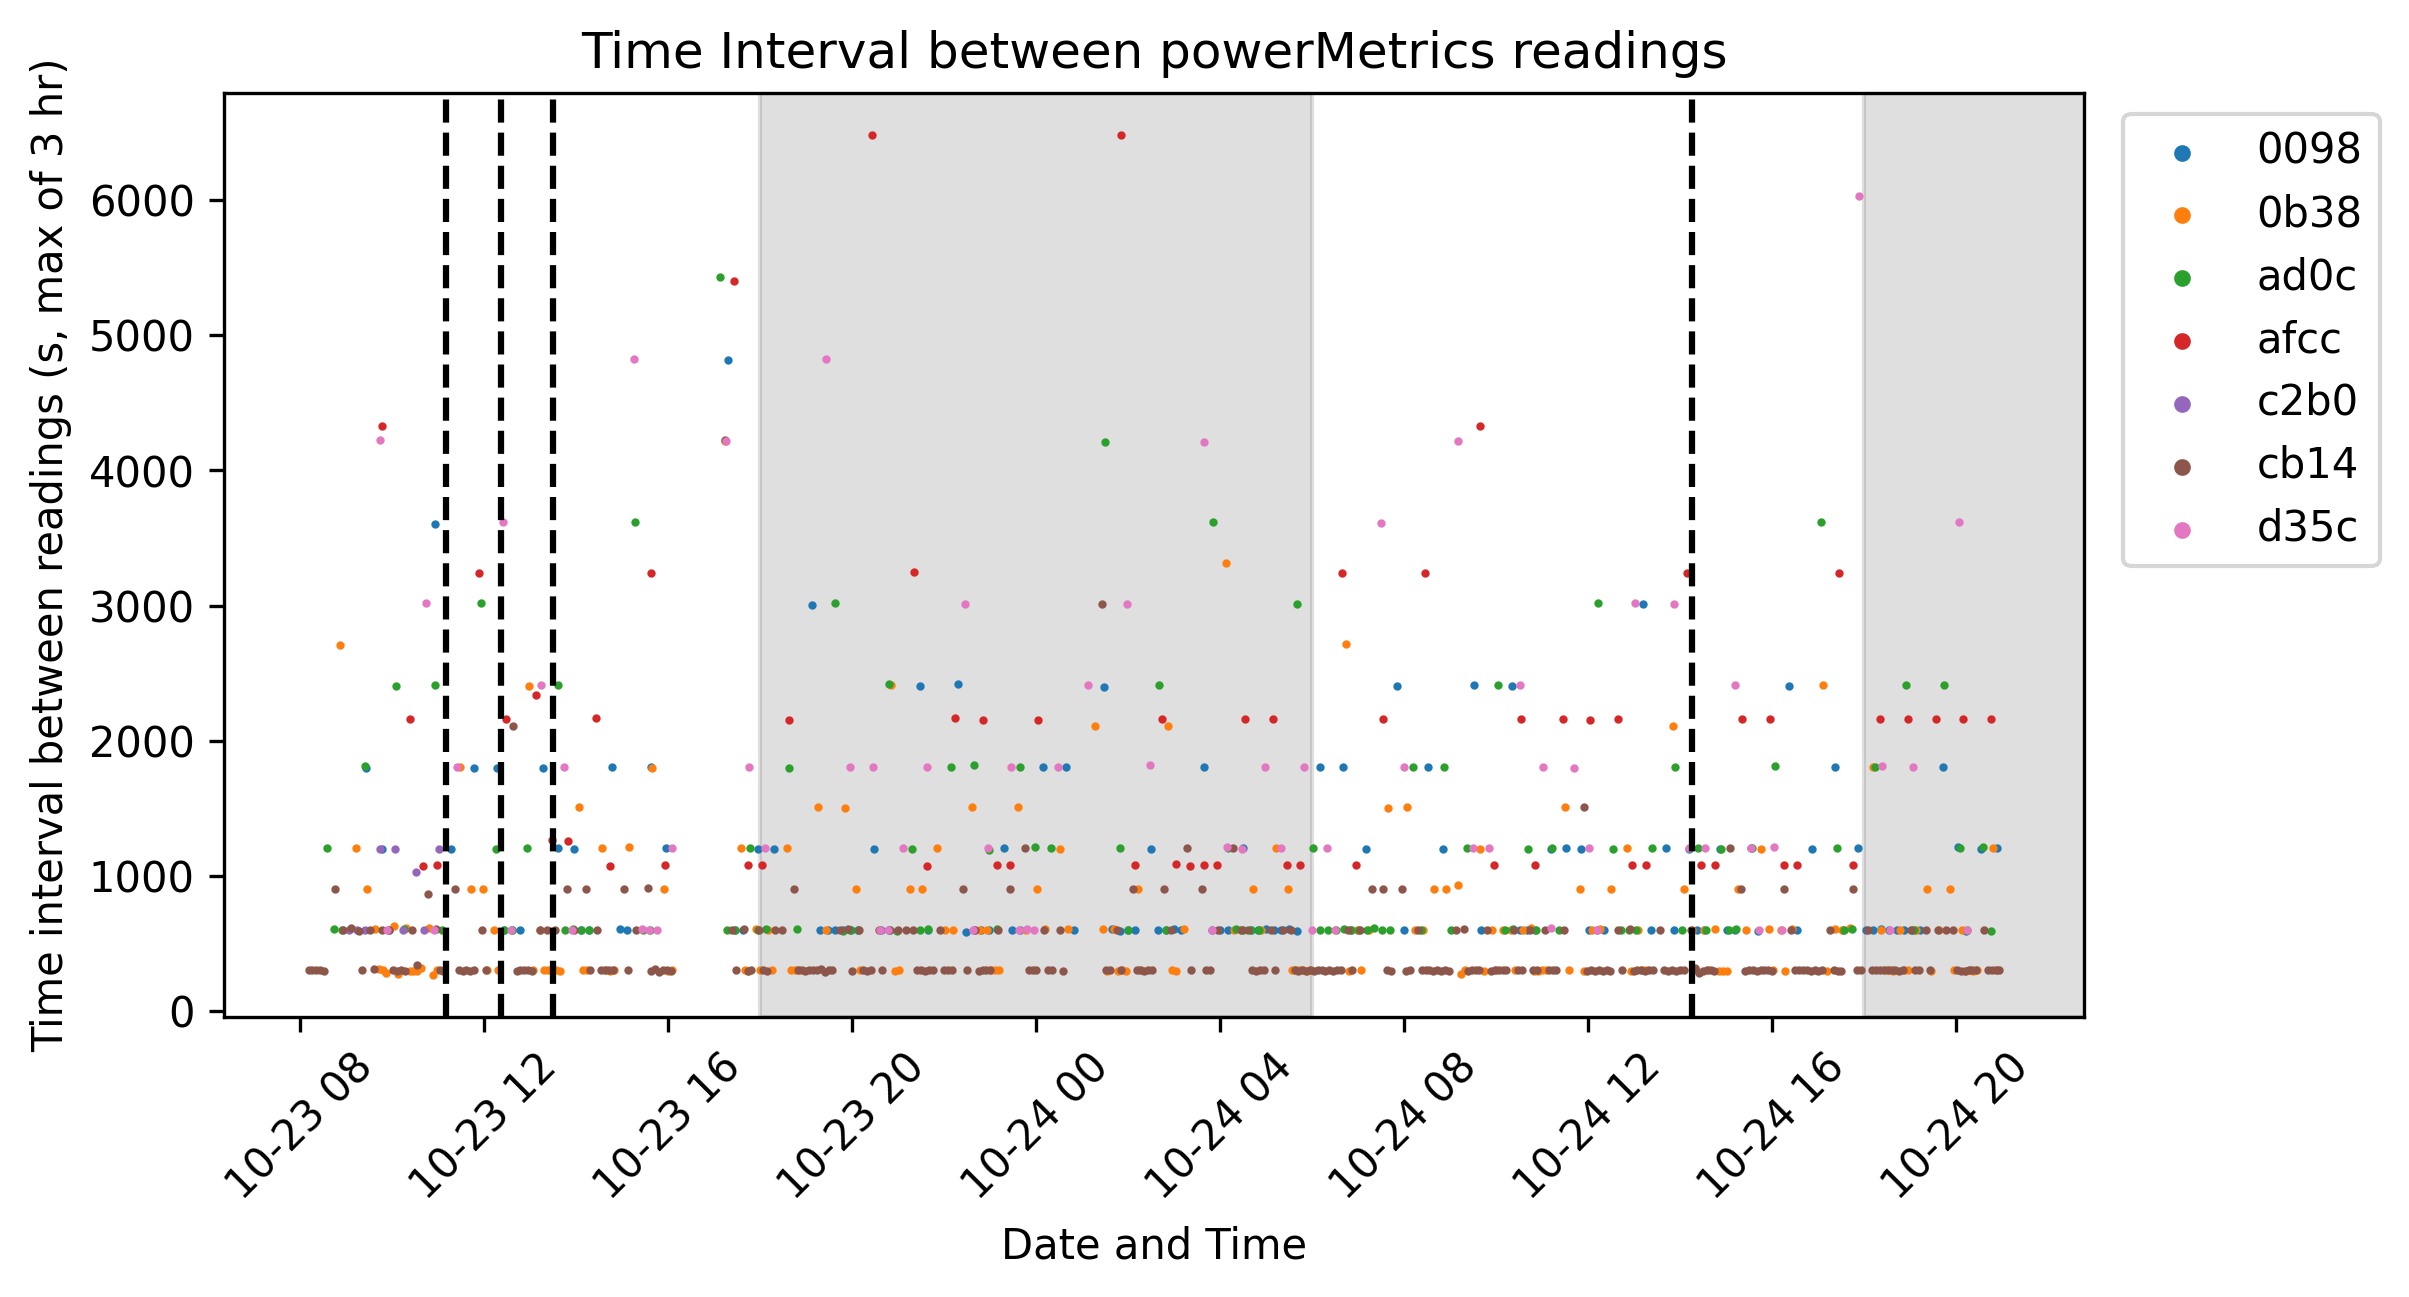 Time Interval between powerMetrics readings
Time interval between readings (s, max of 3 hr)
6000
5000
4000
3000
2000
1000
0
10-23 08
10-23 12
10-23 16
10-23 20
10-24 00
10-24 04
10-24 08
10-24 12
10-24 16
10-24 20
Date and Time
0098
0b38
ad0c
afcc
c2b0
cb14
d35c